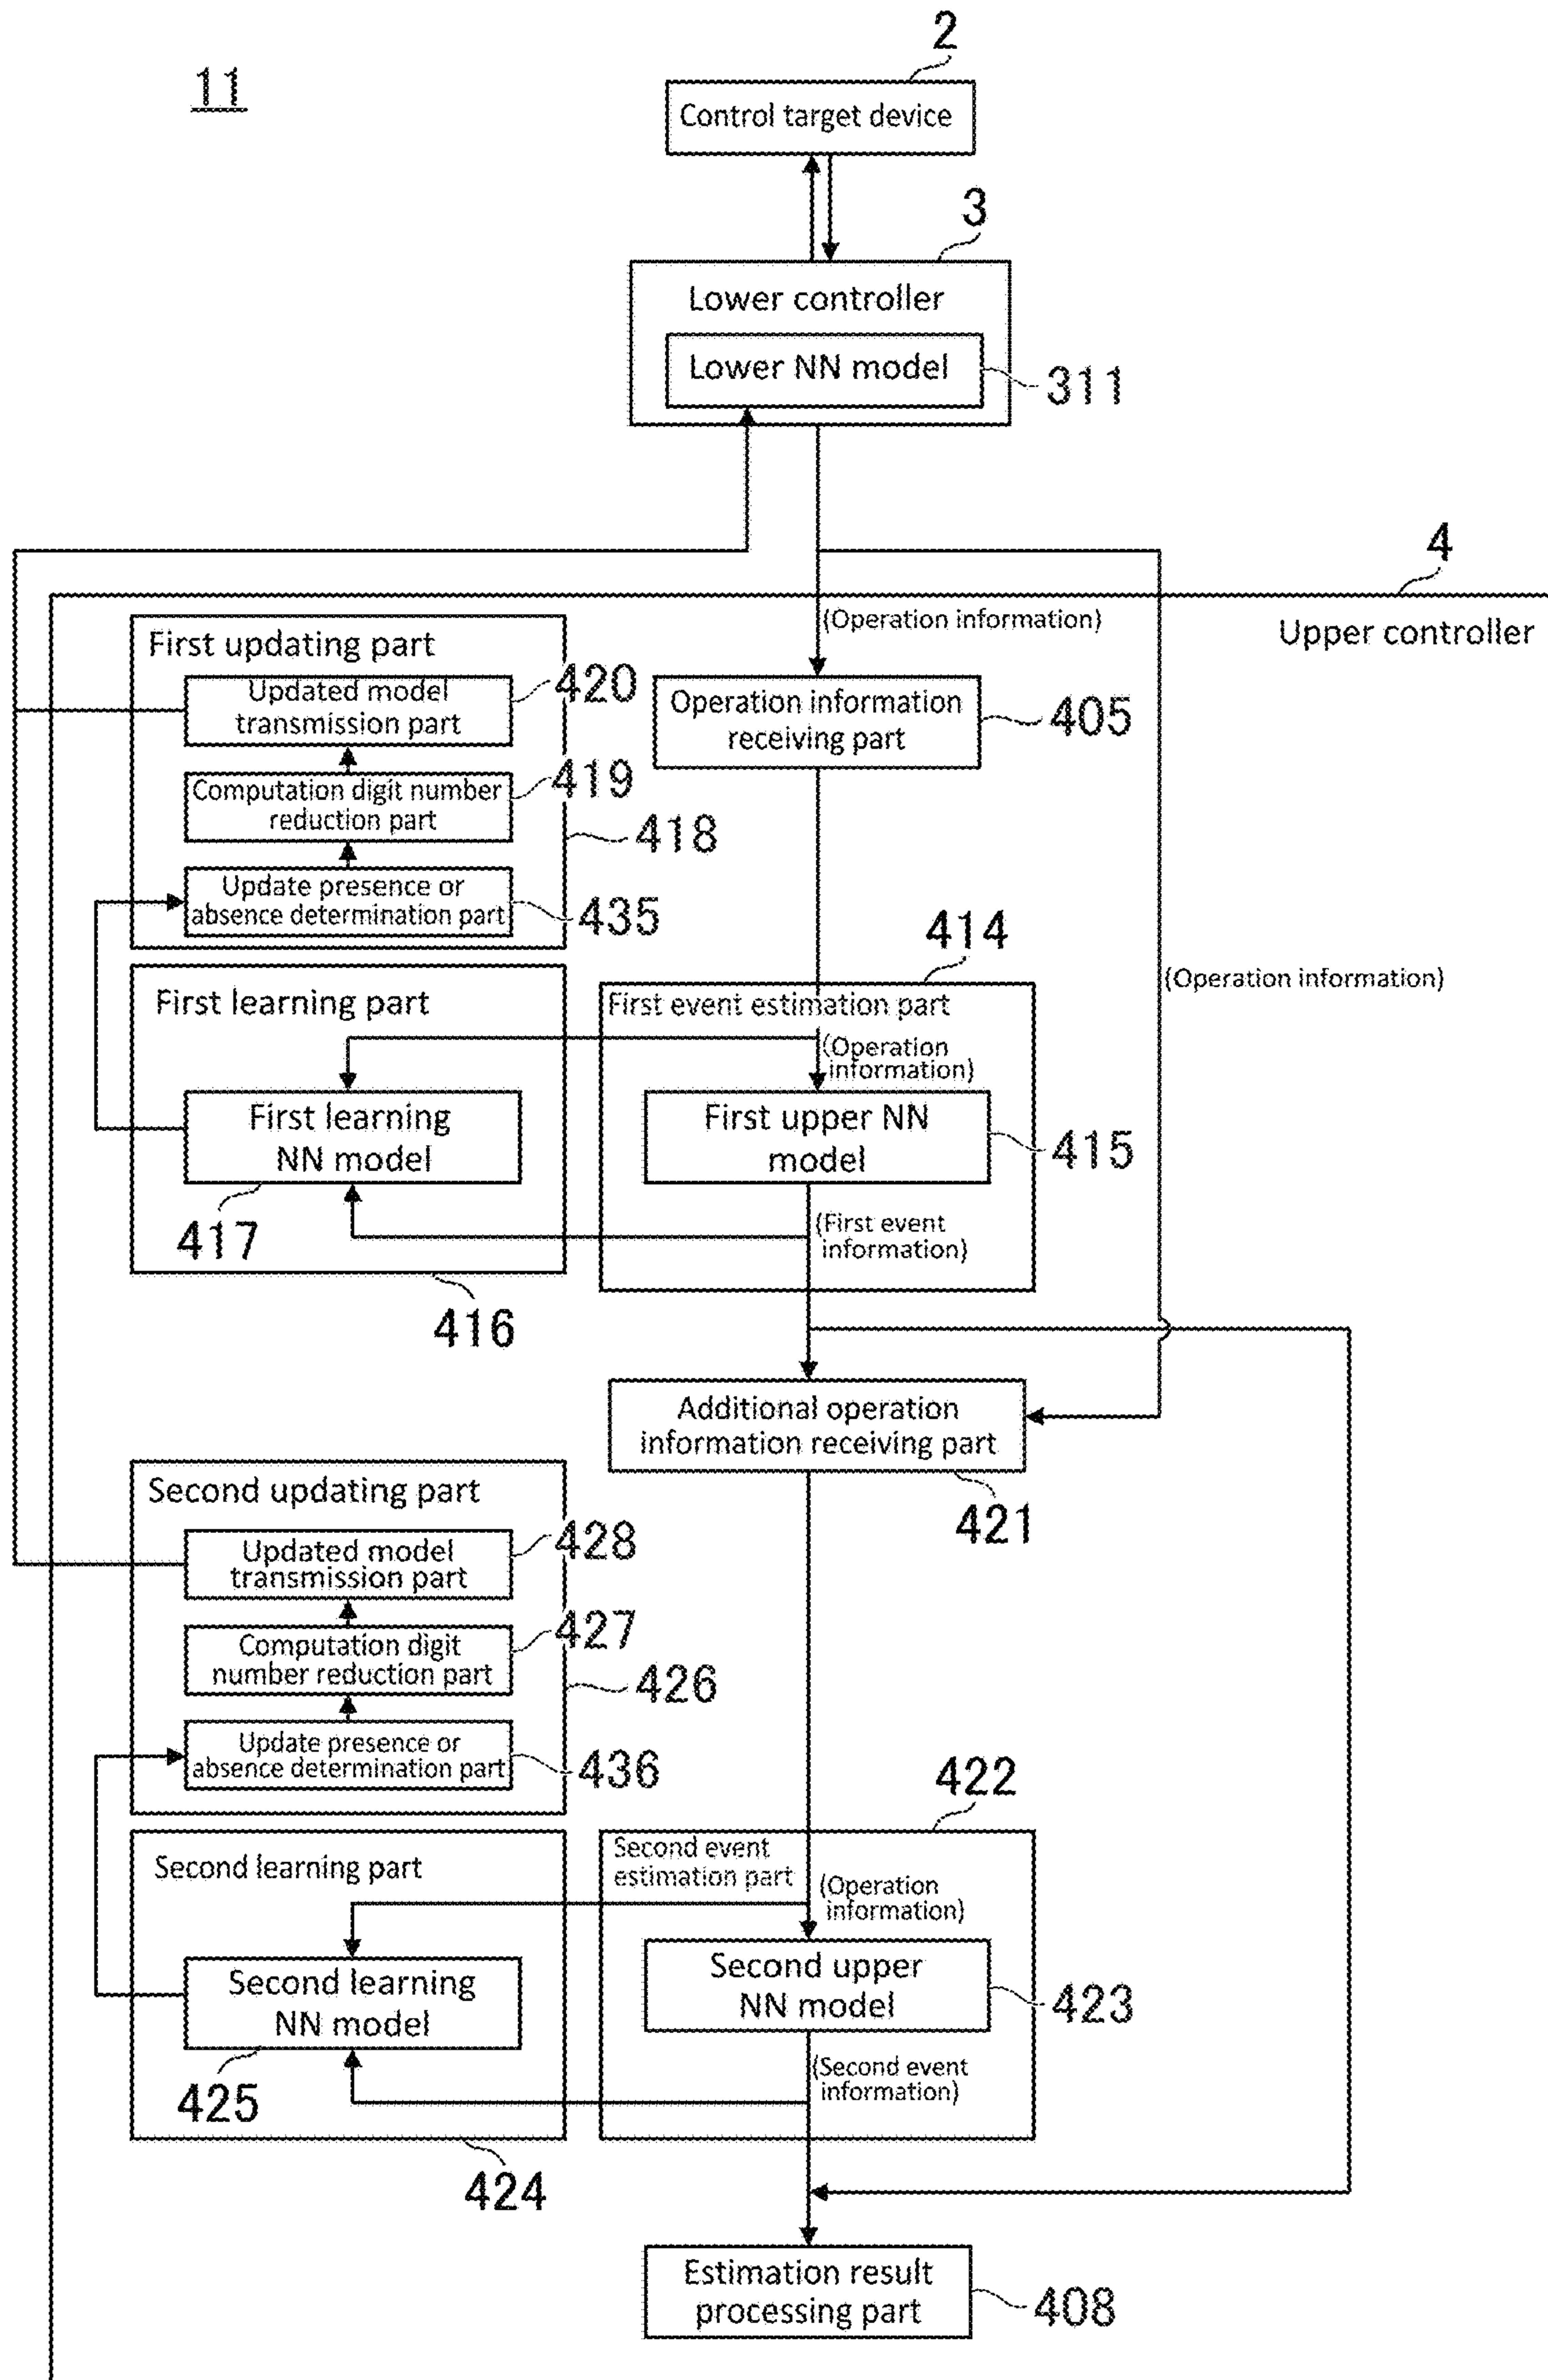 11
2
Control target device
3
Lower controller
Lower NN model
311
4
Upper controller
(Operation information)
First updating part
Updated model
transmission part
420
Computation digit number
reduction part
419
418
Update presence or
absence determination part
435
Operation information
receiving part
405
(Operation information)
414
First event estimation part
(Operation
information)
First upper NN
model
415
(First event
information)
First learning part
First learning
NN model
417
416
Additional operation
information receiving part
421
Second updating part
Updated model
transmission part
428
Computation digit
number reduction part
427
426
Update presence or
absence determination part
436
422
Second event
estimation part
(Operation
information)
Second upper
NN model
423
(Second event
information)
Second learning part
Second learning
NN model
425
424
Estimation result
processing part
408